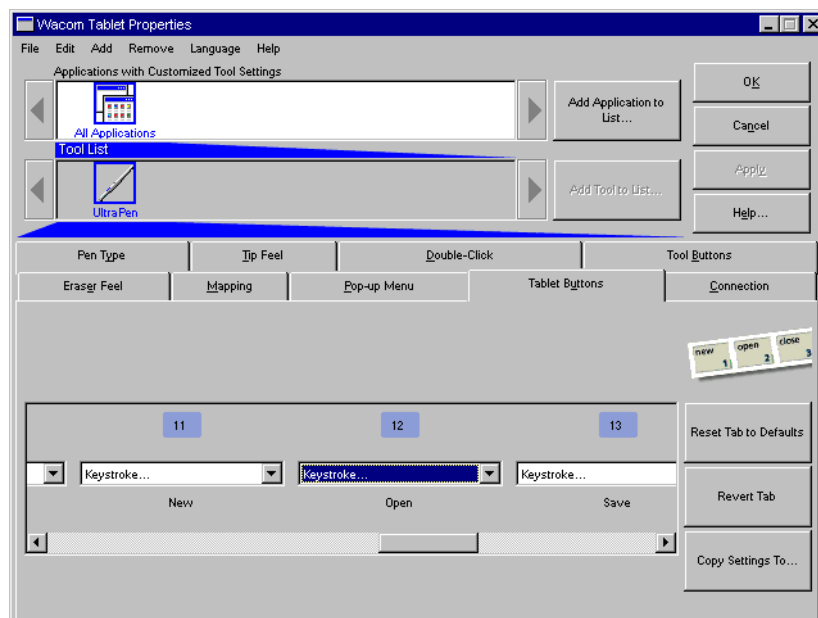 Wacom Tablet Properties
File Edit Add Remove Language Help
Applications with Customized Tool Settings
All Applications
Add Application to List...
OK
Cancel
Tool List
UltraPen
Add Tool to List...
Apply
Help...
Pen Type Tip Feel Double-Click Tool Buttons
Eraser Feel Mapping Pop-up Menu Tablet Buttons Connection
new 1 open 2 close 3
11 12 13
Keystroke... Keystroke... Keystroke...
New Open Save
Reset Tab to Defaults
Revert Tab
Copy Settings To...